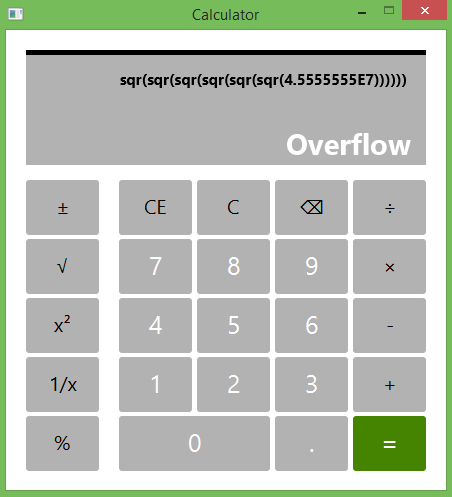 Calculator
sqr(sqr(sqr(sqr(sqr(sqr(4.5555555E7))))))
Overflow
± CE C ⌫ ÷
√ 7 8 9 ×
x² 4 5 6 -
1/x 1 2 3 +
% 0 . =